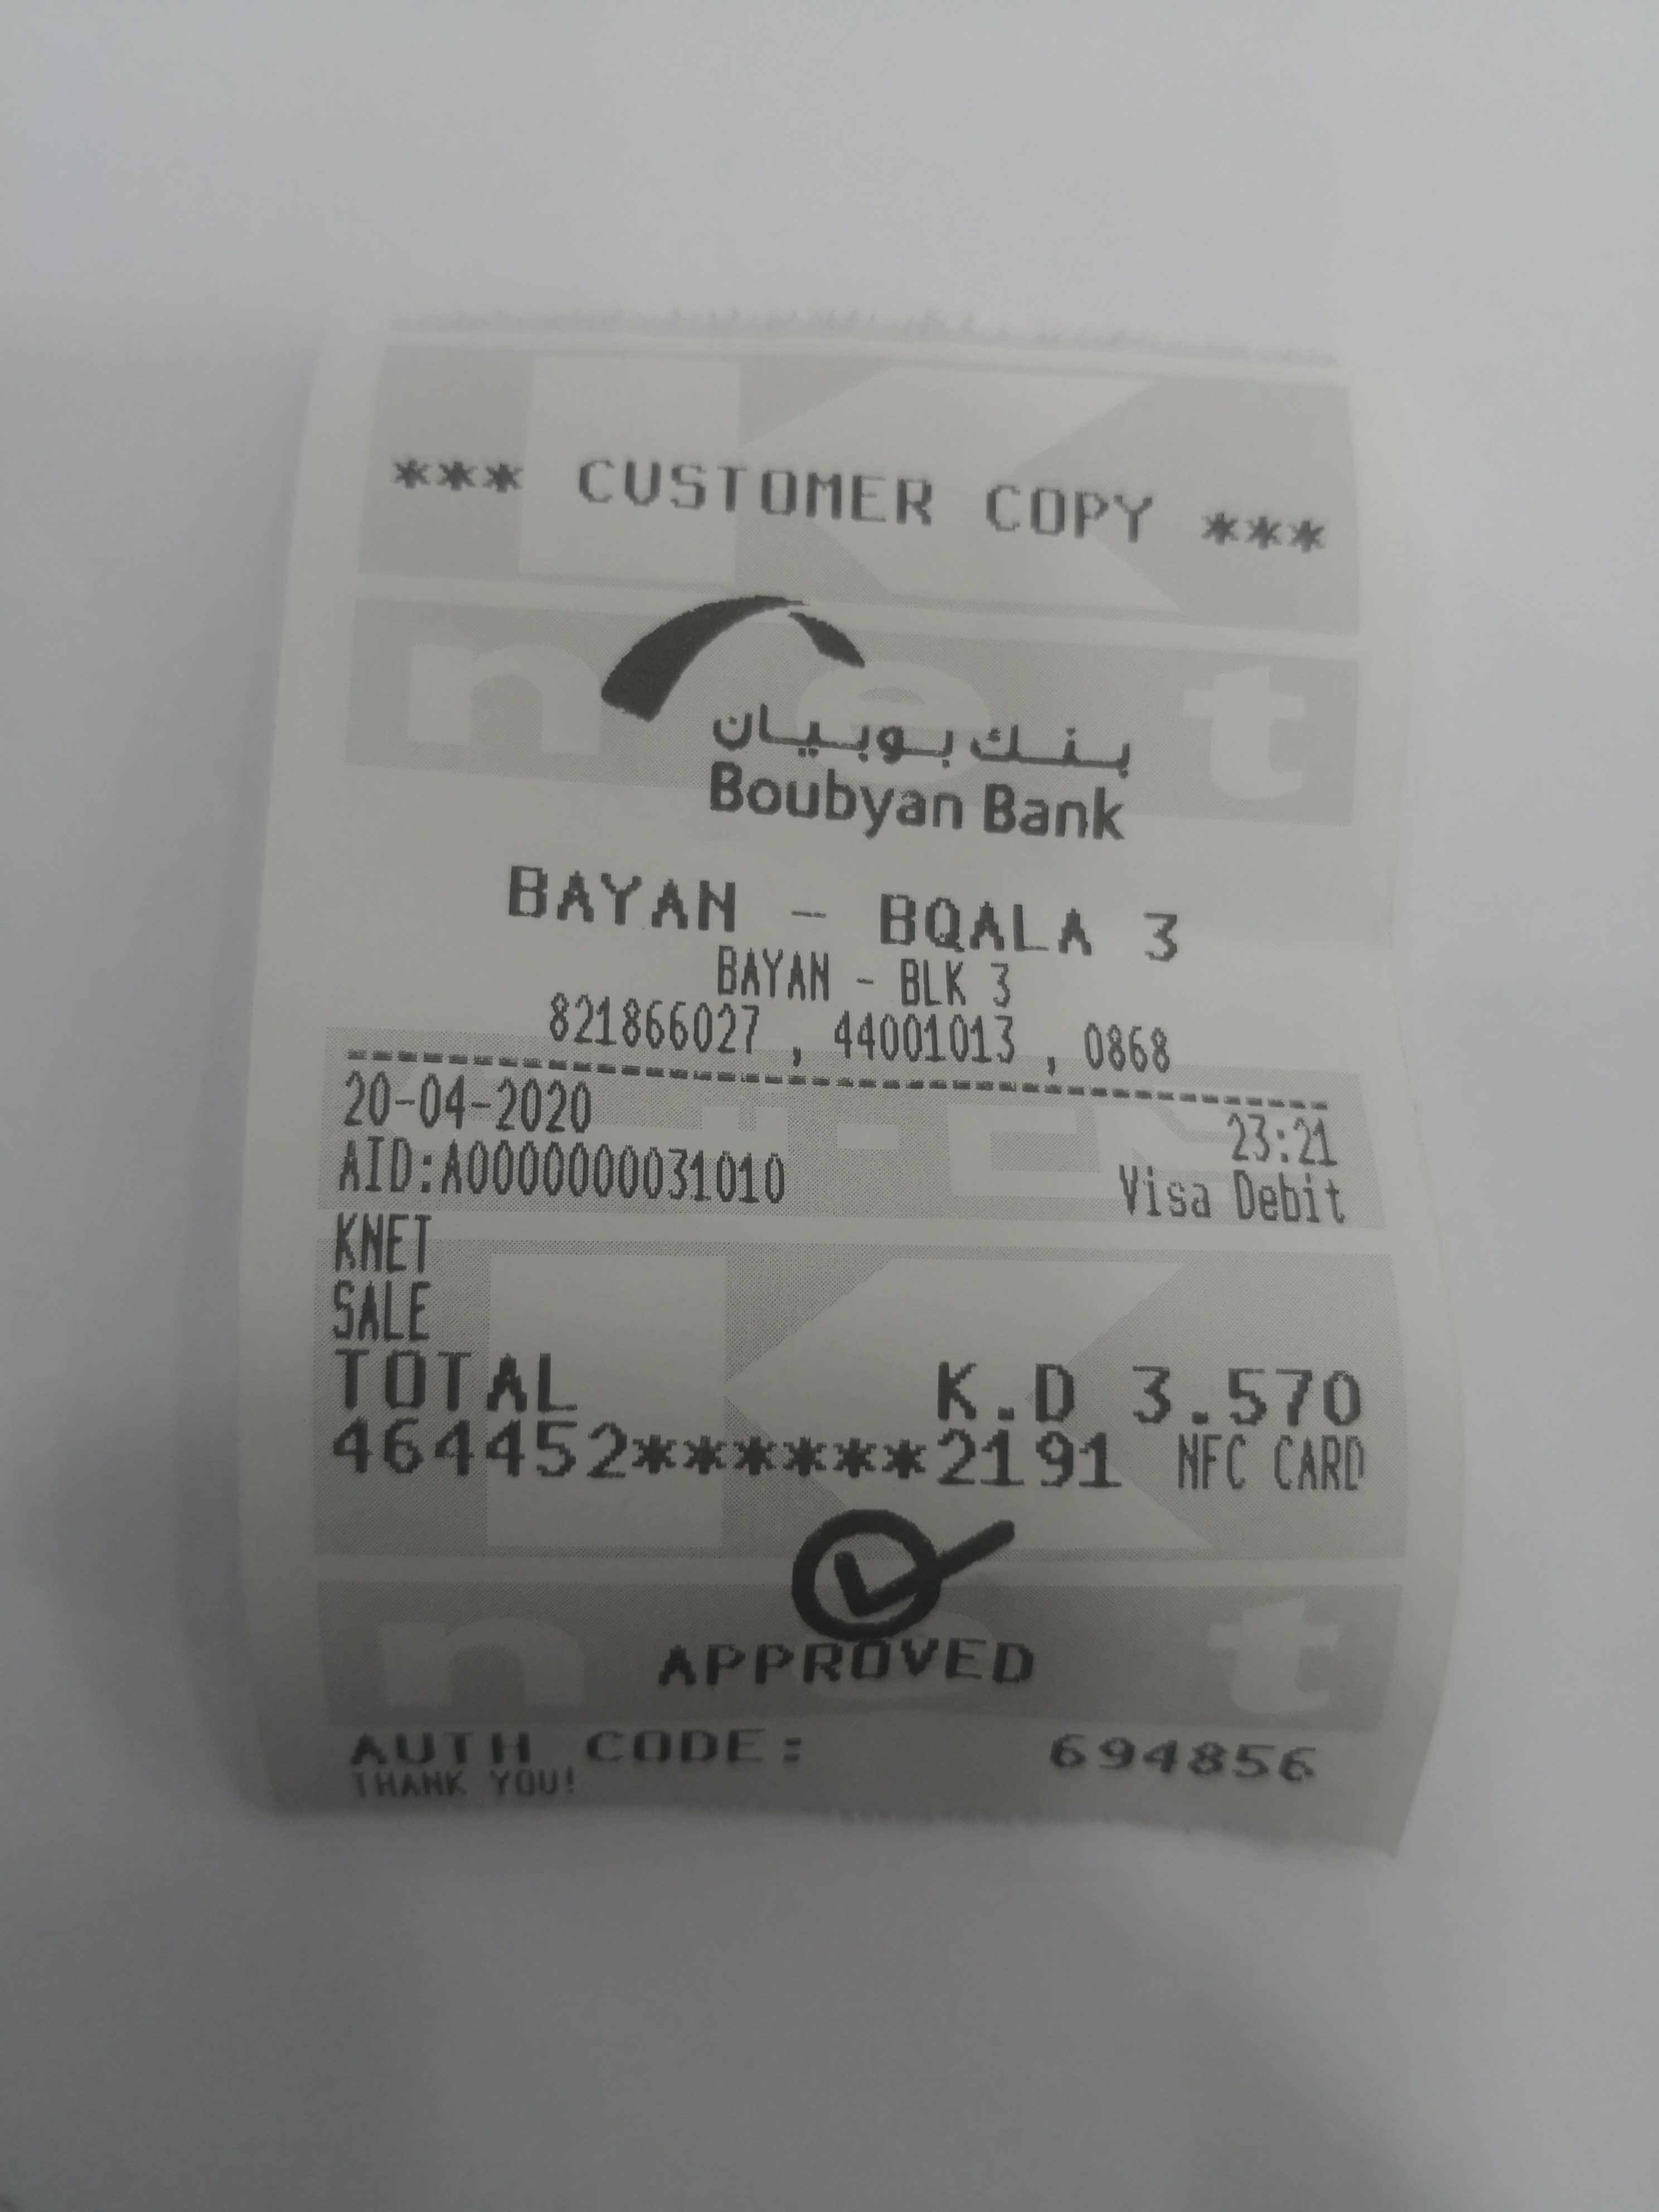 *** CUSTOMER COPY ***
بنك بوبيان
Boubyan Bank
BAYAN - BQALA 3
BAYAN - BLK 3
821866027 , 44001013 , 0868
20-04-2020 23:21
AID:A0000000031010 Visa Debit
KNET
SALE
TOTAL K.D 3.570
464452******2191 NFC CARD
APPROVED
AUTH CODE: 694856
THANK YOU!